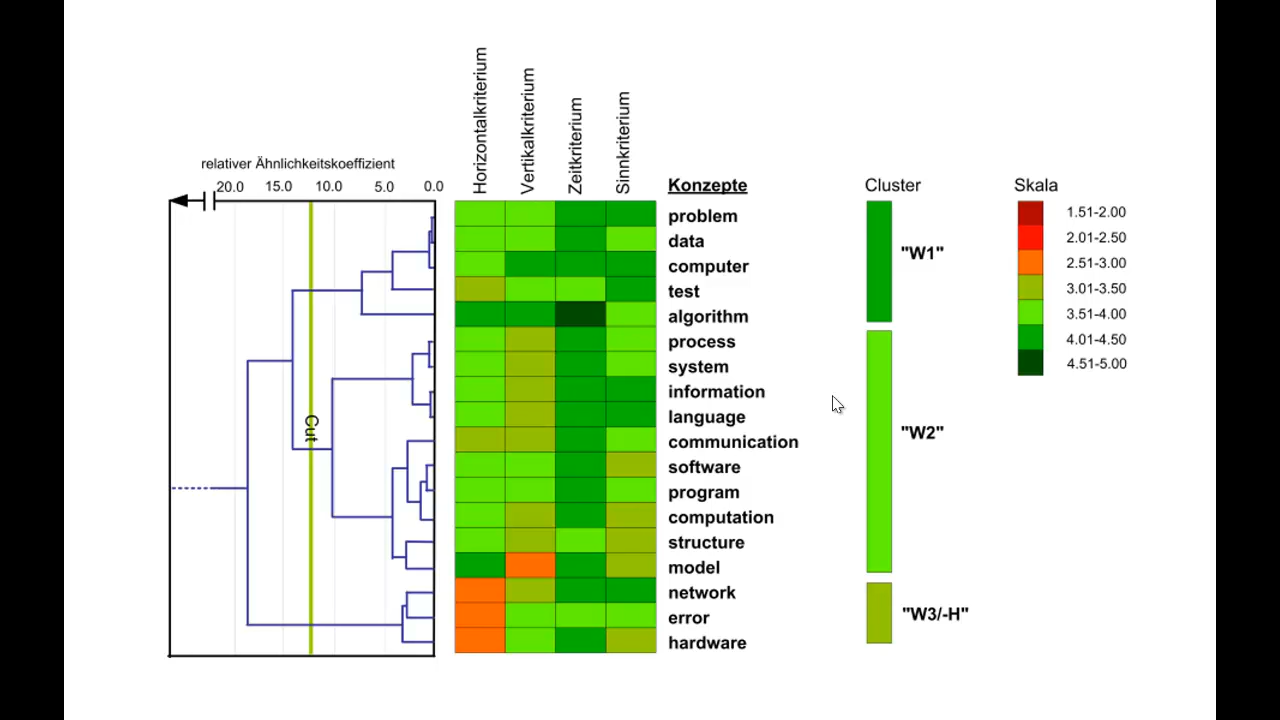 Horizontalkriterium
Vertikalkriterium
Zeitkriterium
Sinnkriterium
relativer Ähnlichkeitskoeffizient
20.0 15.0 10.0 5.0 0.0
Konzepte
Cluster
Skala
problem
data
computer
test
algorithm
process
system
information
language
communication
software
program
computation
structure
model
network
error
hardware
Cut
"W1"
"W2"
"W3/-H"
1.51-2.00
2.01-2.50
2.51-3.00
3.01-3.50
3.51-4.00
4.01-4.50
4.51-5.00